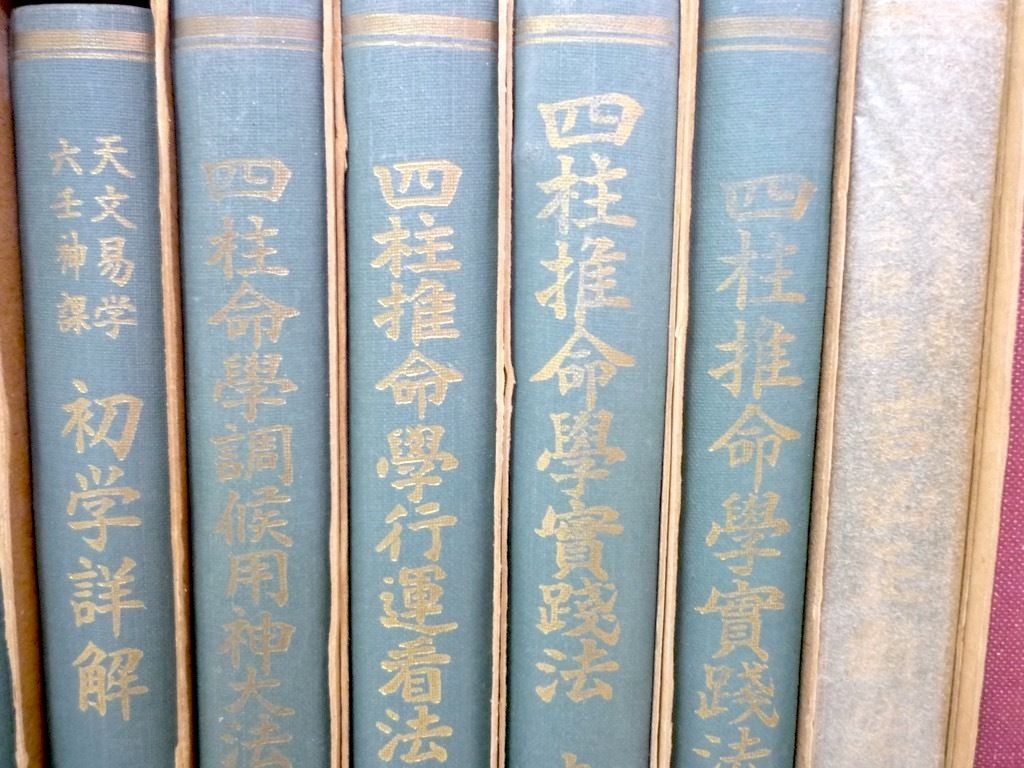 天文易学
六壬神課
初学詳解
四柱命學調候用神大法
四柱推命學行運看法
四柱推命學實踐法
四柱推命學實踐法